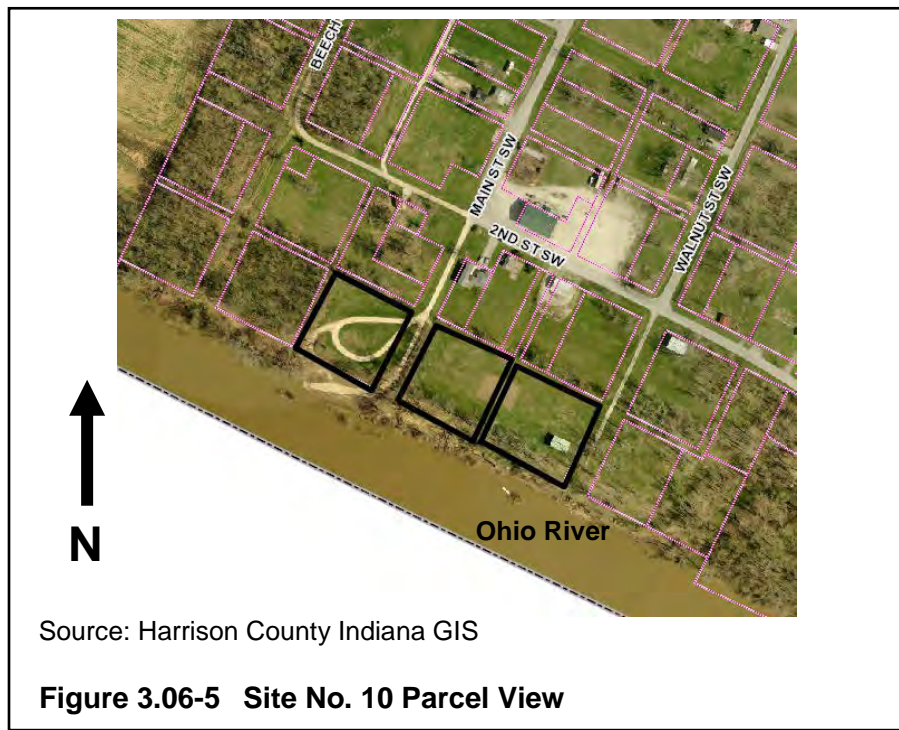 BEECH
MAIN ST SW
2ND ST SW
WALNUT ST SW
N
Ohio River
Source: Harrison County Indiana GIS
Figure 3.06-5 Site No. 10 Parcel View